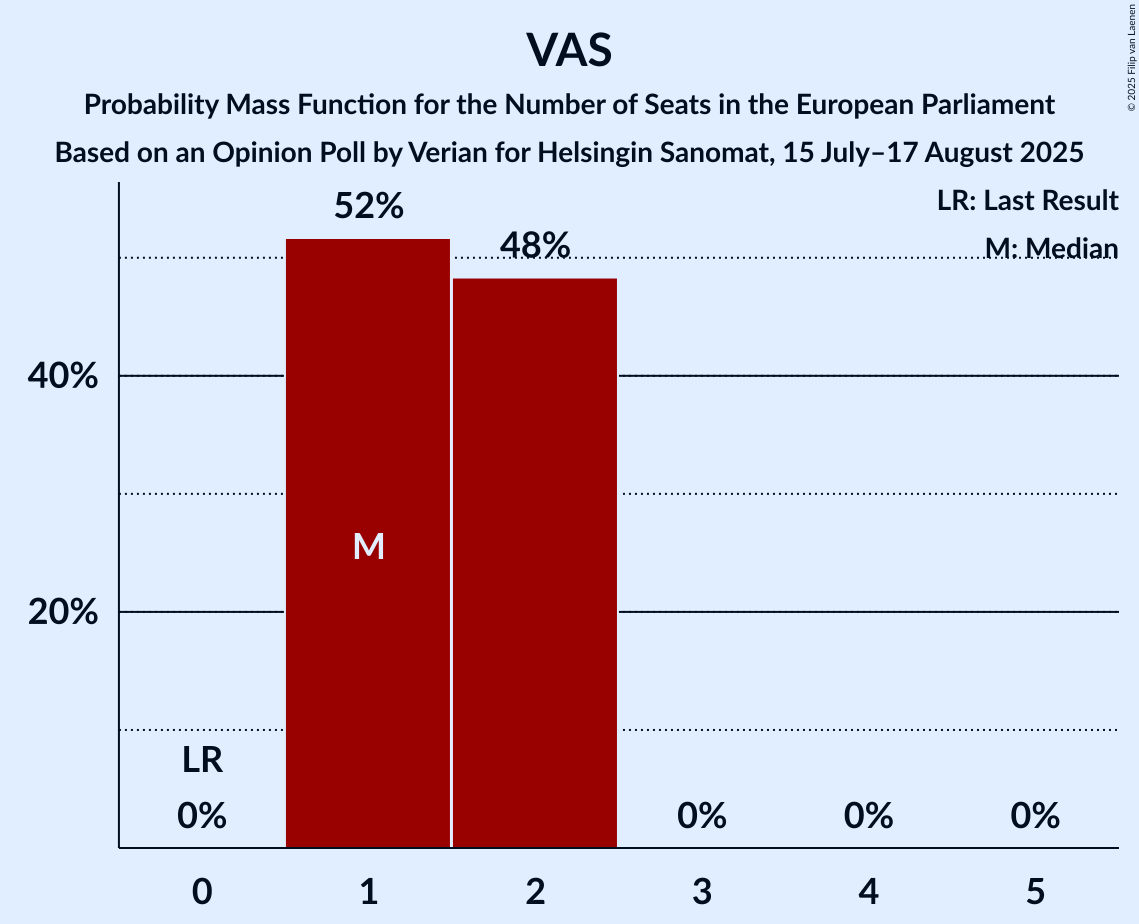 VAS
Probability Mass Function for the Number of Seats in the European Parliament
Based on an Opinion Poll by Verian for Helsingin Sanomat, 15 July–17 August 2025
© 2025 Filip van Laenen
LR: Last Result
M: Median
52%
48%
40%
20%
M
LR
0%
0%
0%
0%
0
1
2
3
4
5